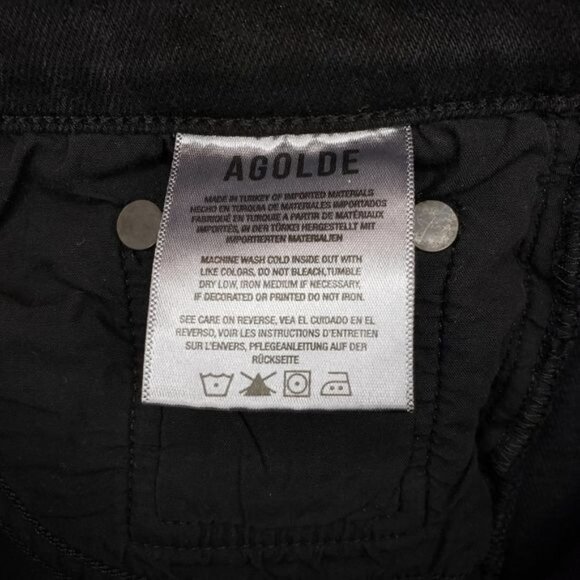 AGOLDE
MADE IN TURKEY OF IMPORTED MATERIALS
HECHO EN TURQUIA DE MATERIALES IMPORTADOS
FABRIQUÉ EN TURQUIE A PARTIR DE MATÉRIAUX
IMPORTÉS, IN DER TÜRKEI HERGESTELLT MIT
IMPORTIERTEN MATERIALIEN
MACHINE WASH COLD INSIDE OUT WITH
LIKE COLORS, DO NOT BLEACH,TUMBLE
DRY LOW, IRON MEDIUM IF NECESSARY,
IF DECORATED OR PRINTED DO NOT IRON.
SEE CARE ON REVERSE, VEA EL CUIDADO EN EL
REVERSO, VOIR LES INSTRUCTIONS D'ENTRETIEN
SUR L'ENVERS, PFLEGEANLEITUNG AUF DER
RÜCKSEITE